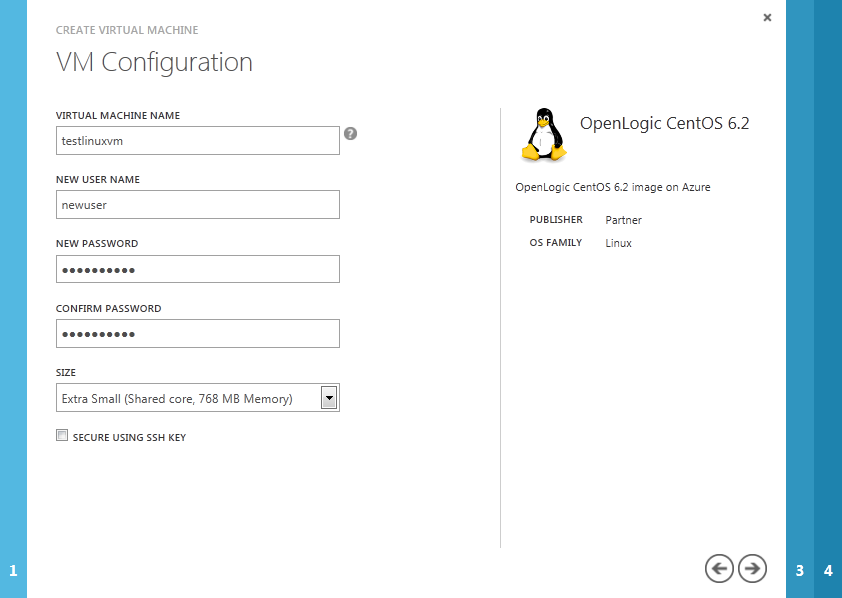 CREATE VIRTUAL MACHINE
VM Configuration
VIRTUAL MACHINE NAME
testlinuxvm
?
NEW USER NAME
newuser
NEW PASSWORD
●●●●●●●●●●
CONFIRM PASSWORD
●●●●●●●●●●
SIZE
Extra Small (Shared core, 768 MB Memory)
SECURE USING SSH KEY
OpenLogic CentOS 6.2
OpenLogic CentOS 6.2 image on Azure
PUBLISHER Partner
OS FAMILY Linux
1
3
4